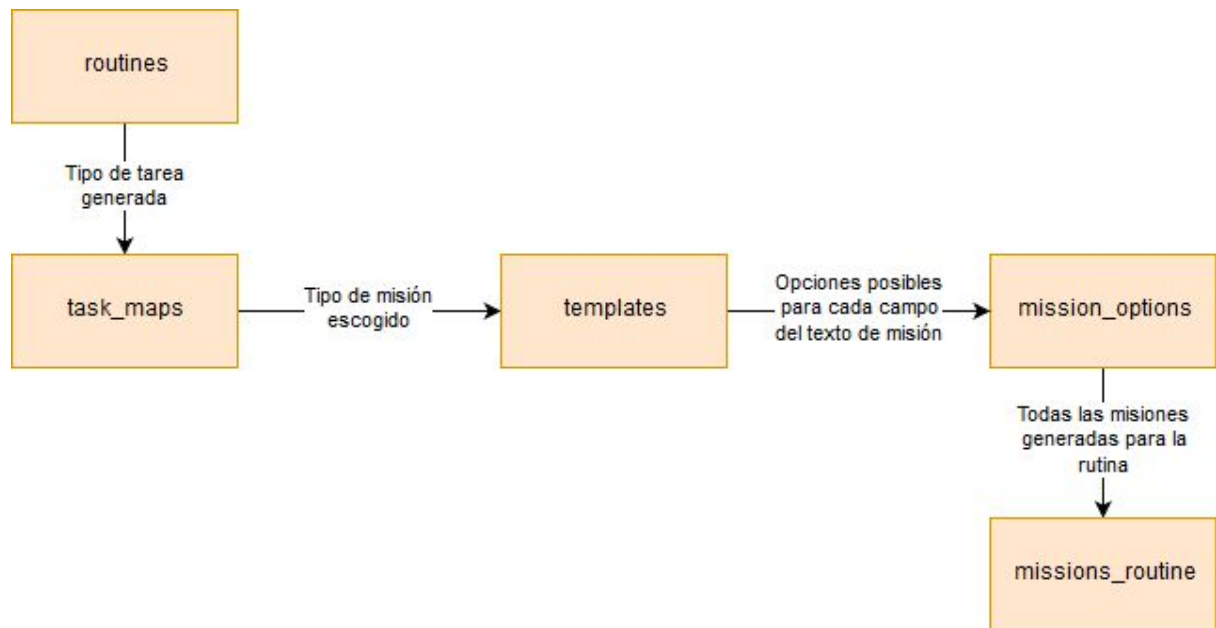 routines
Tipo de tarea
generada
task_maps
Tipo de misión
escogido
templates
Opciones posibles
para cada campo
del texto de misión
mission_options
Todas las misiones
generadas para la
rutina
missions_routine